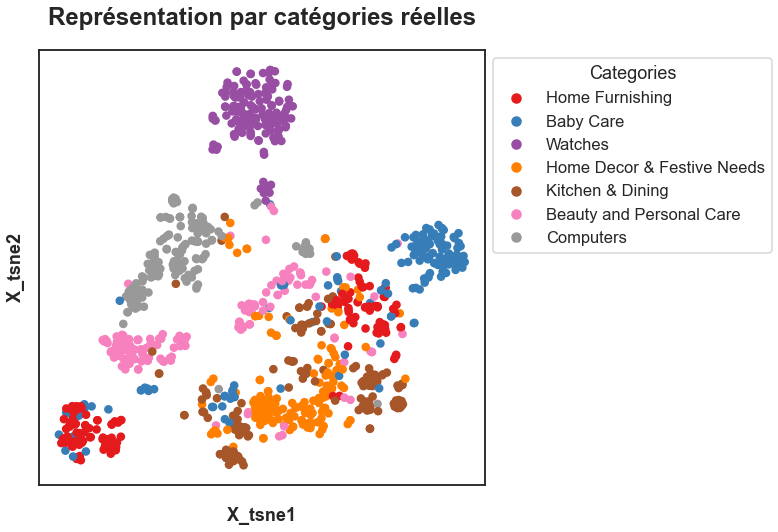 Représentation par catégories réelles
Categories
Home Furnishing
Baby Care
Watches
Home Decor & Festive Needs
Kitchen & Dining
Beauty and Personal Care
Computers
X_tsne2
X_tsne1